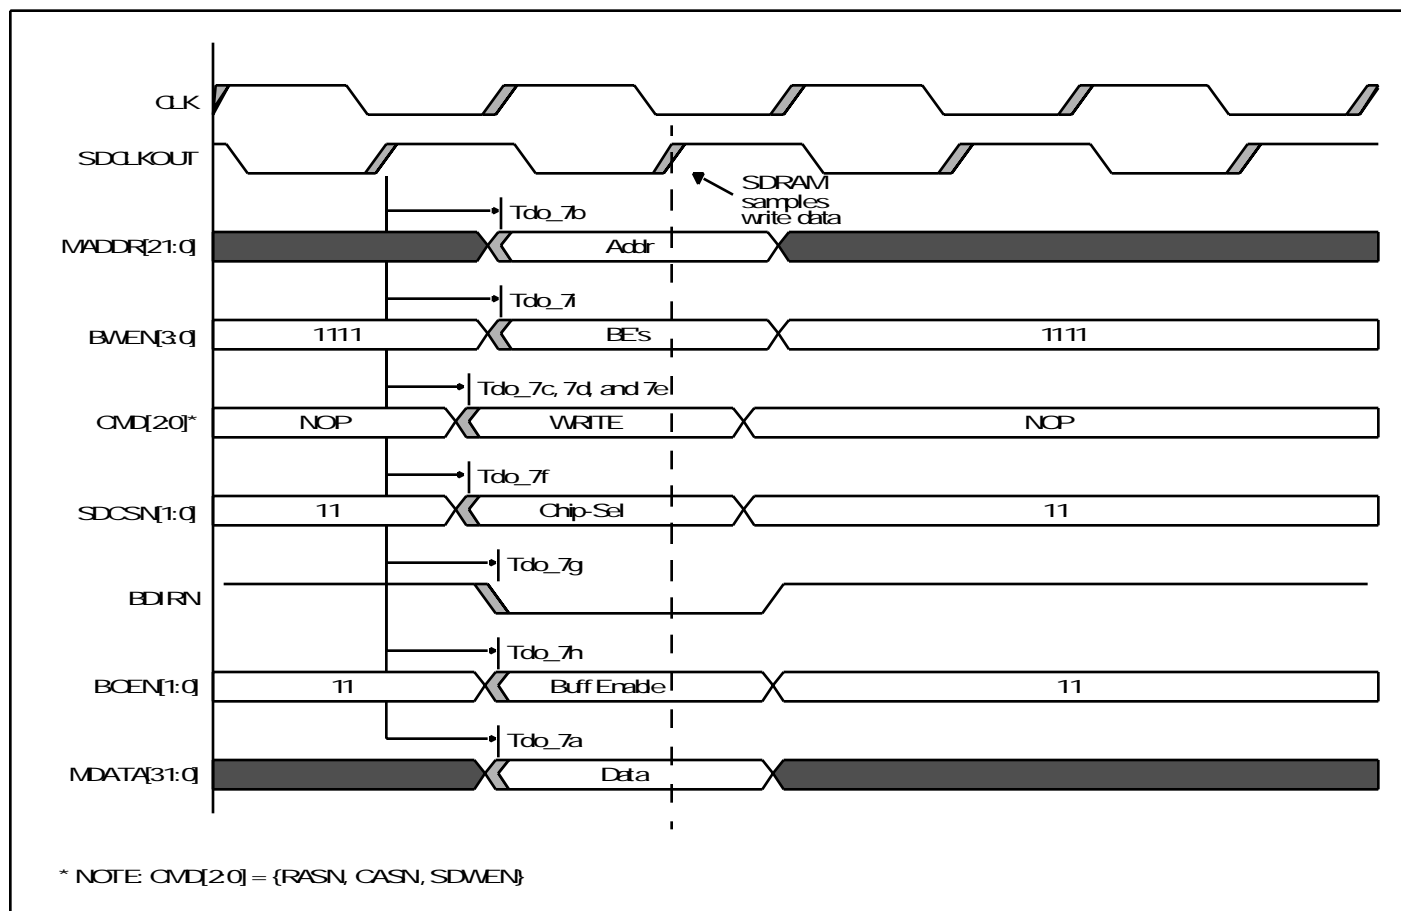 CLK
SDCLKOUT
SDRAM
samples
write data
Tdo_7b
MADDR[21:0]
Addr
Tdo_7i
BWEN[3:0]
1111
BE's
1111
Tdo_7c, 7d, and 7e
CMD[2:0]*
NOP
WRITE
NOP
Tdo_7f
SDCSN[1:0]
11
Chip-Sel
11
Tdo_7g
BDIRN
Tdo_7h
BOEN[1:0]
11
Buff Enable
11
Tdo_7a
MDATA[31:0]
Data
* NOTE: CMD[2:0] = {RASN, CASN, SDWEN}